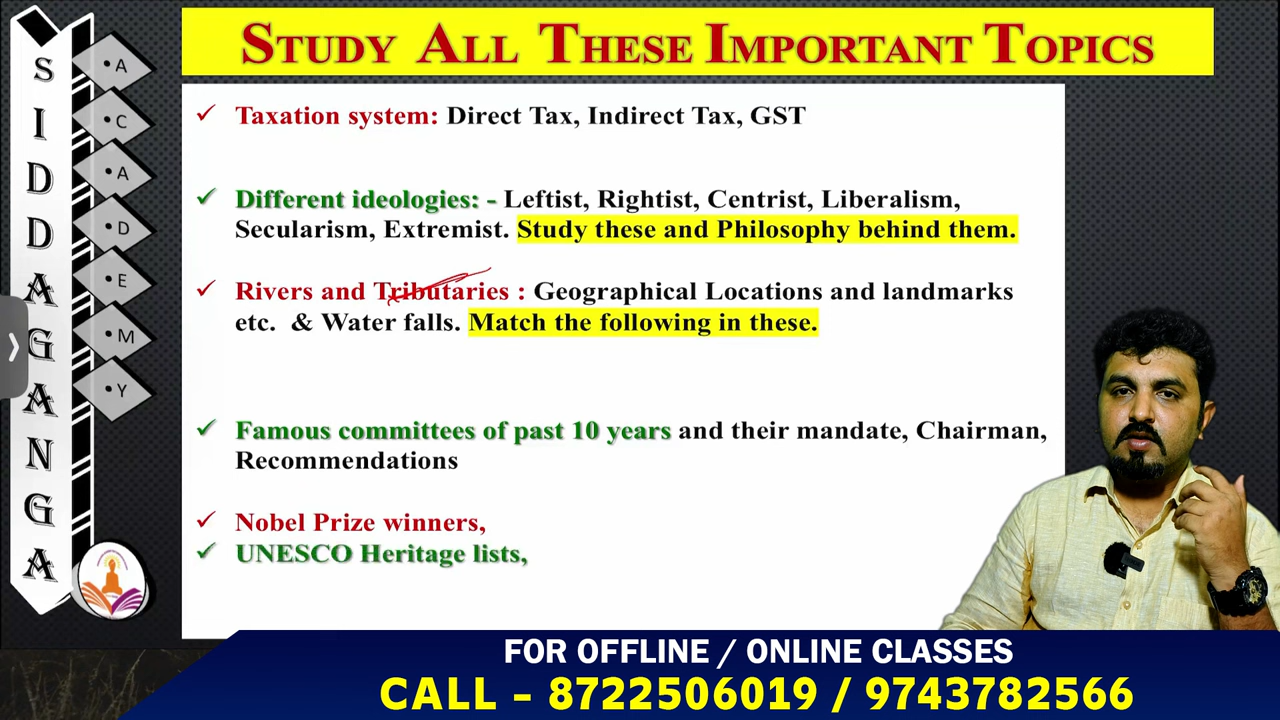 STUDY ALL THESE IMPORTANT TOPICS
S
I
D
D
A
G
A
N
G
A
• A
• C
• A
• D
• E
• M
• Y
✓ Taxation system: Direct Tax, Indirect Tax, GST
✓ Different ideologies: - Leftist, Rightist, Centrist, Liberalism,
Secularism, Extremist. Study these and Philosophy behind them.
✓ Rivers and Tributaries : Geographical Locations and landmarks
etc. & Water falls. Match the following in these.
✓ Famous committees of past 10 years and their mandate, Chairman,
Recommendations
✓ Nobel Prize winners,
✓ UNESCO Heritage lists,
FOR OFFLINE / ONLINE CLASSES
CALL - 8722506019 / 9743782566